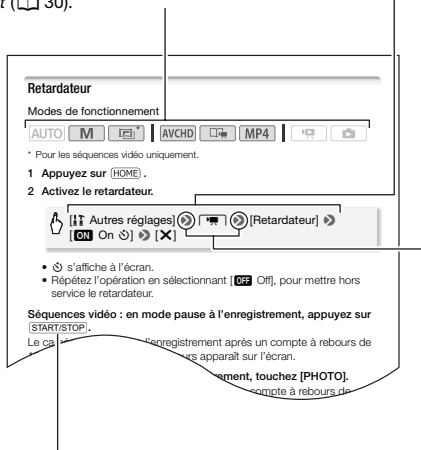 t (30).
Retardateur
Modes de fonctionnement
AUTO M * AVCHD MP4
* Pour les séquences vidéo uniquement.
1 Appuyez sur HOME.
2 Activez le retardateur.
[Autres réglages] [Retardateur]
[ON On] [X]
• s'affiche à l'écran.
• Répétez l'opération en sélectionnant [OFF Off], pour mettre hors
service le retardateur.
Séquences vidéo : en mode pause à l'enregistrement, appuyez sur
START/STOP.
Le l'enregistrement après un compte à rebours de
apparaît sur l'écran.
touchez [PHOTO].
compte à rebours de